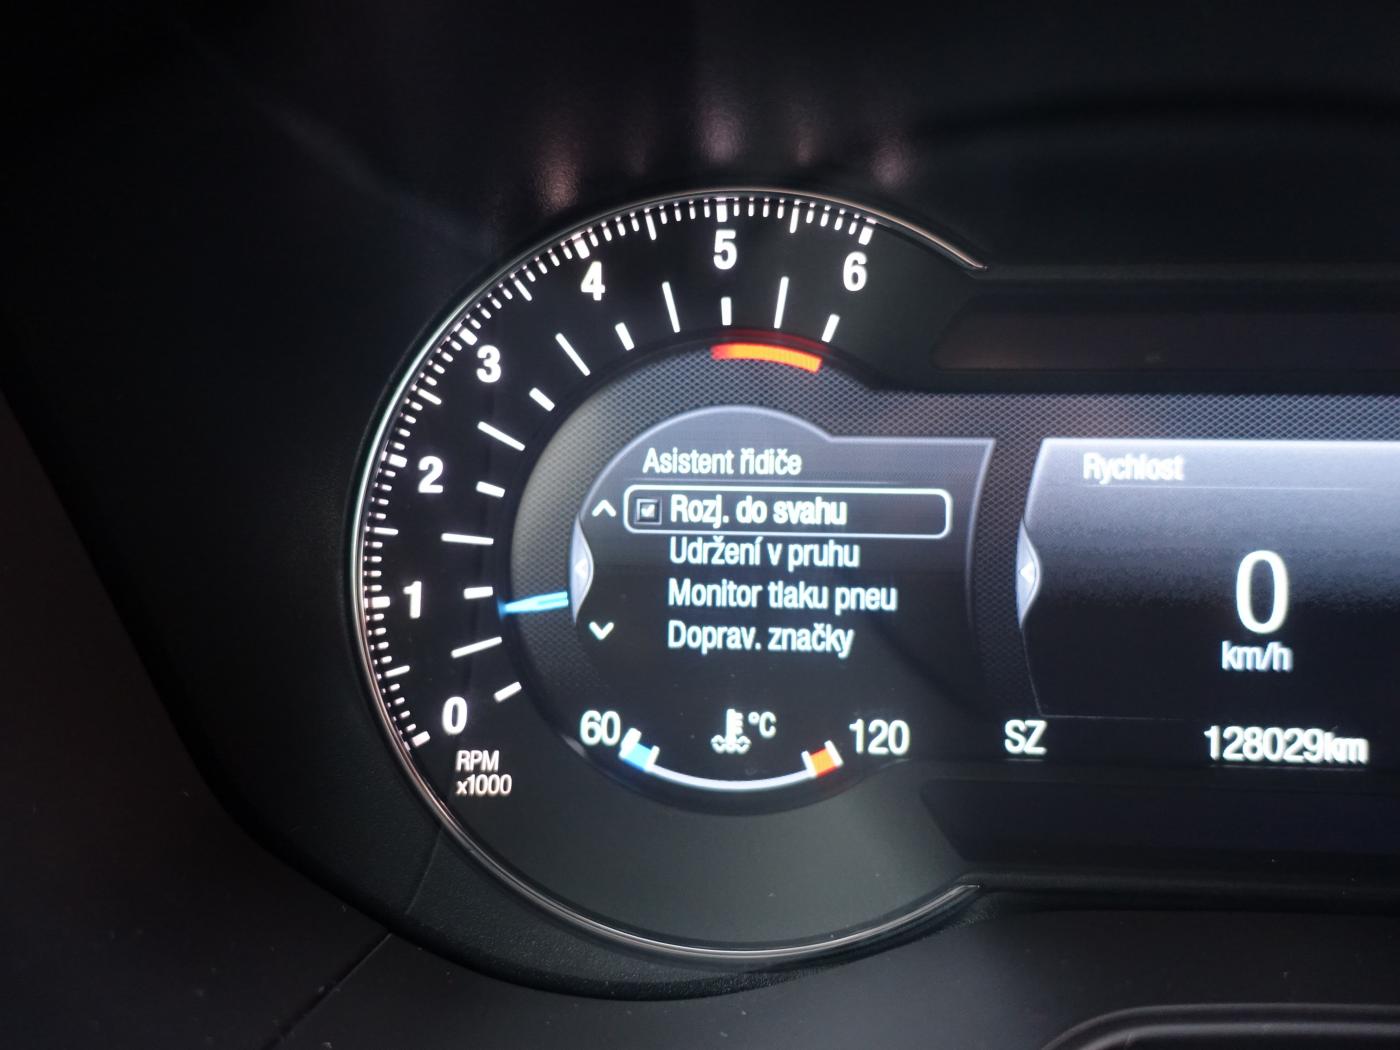 6
5
4
3
2
1
0
RPM
x1000
Asistent řidiče
Rozj. do svahu
Udržení v pruhu
Monitor tlaku pneu
Doprav. značky
60 °C 120
Rychlost
0
km/h
SZ 128029km